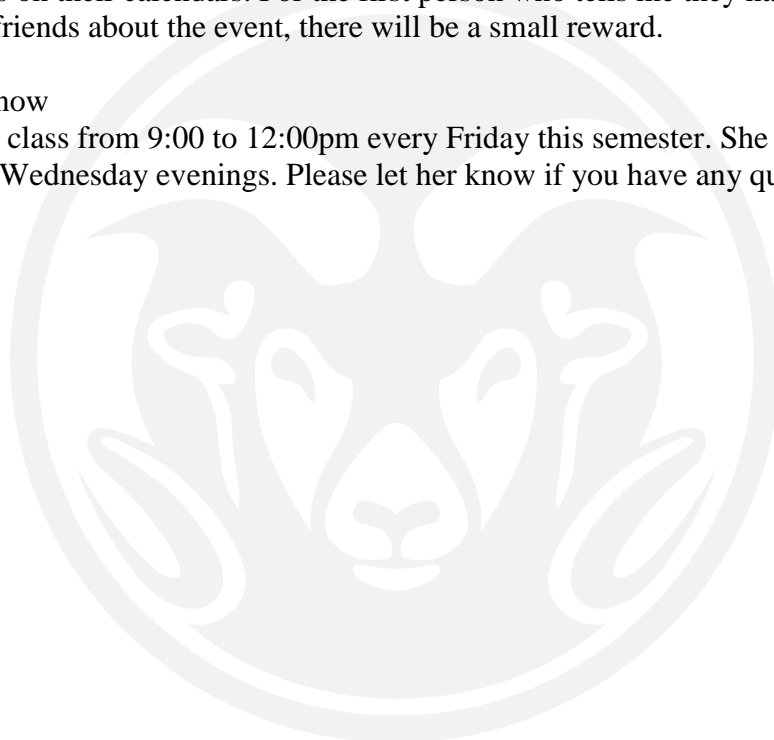 on their calendars. For the first person who tells me they
friends about the event, there will be a small reward.
now
class from 9:00 to 12:00pm every Friday this semester. She
Wednesday evenings. Please let her know if you have any